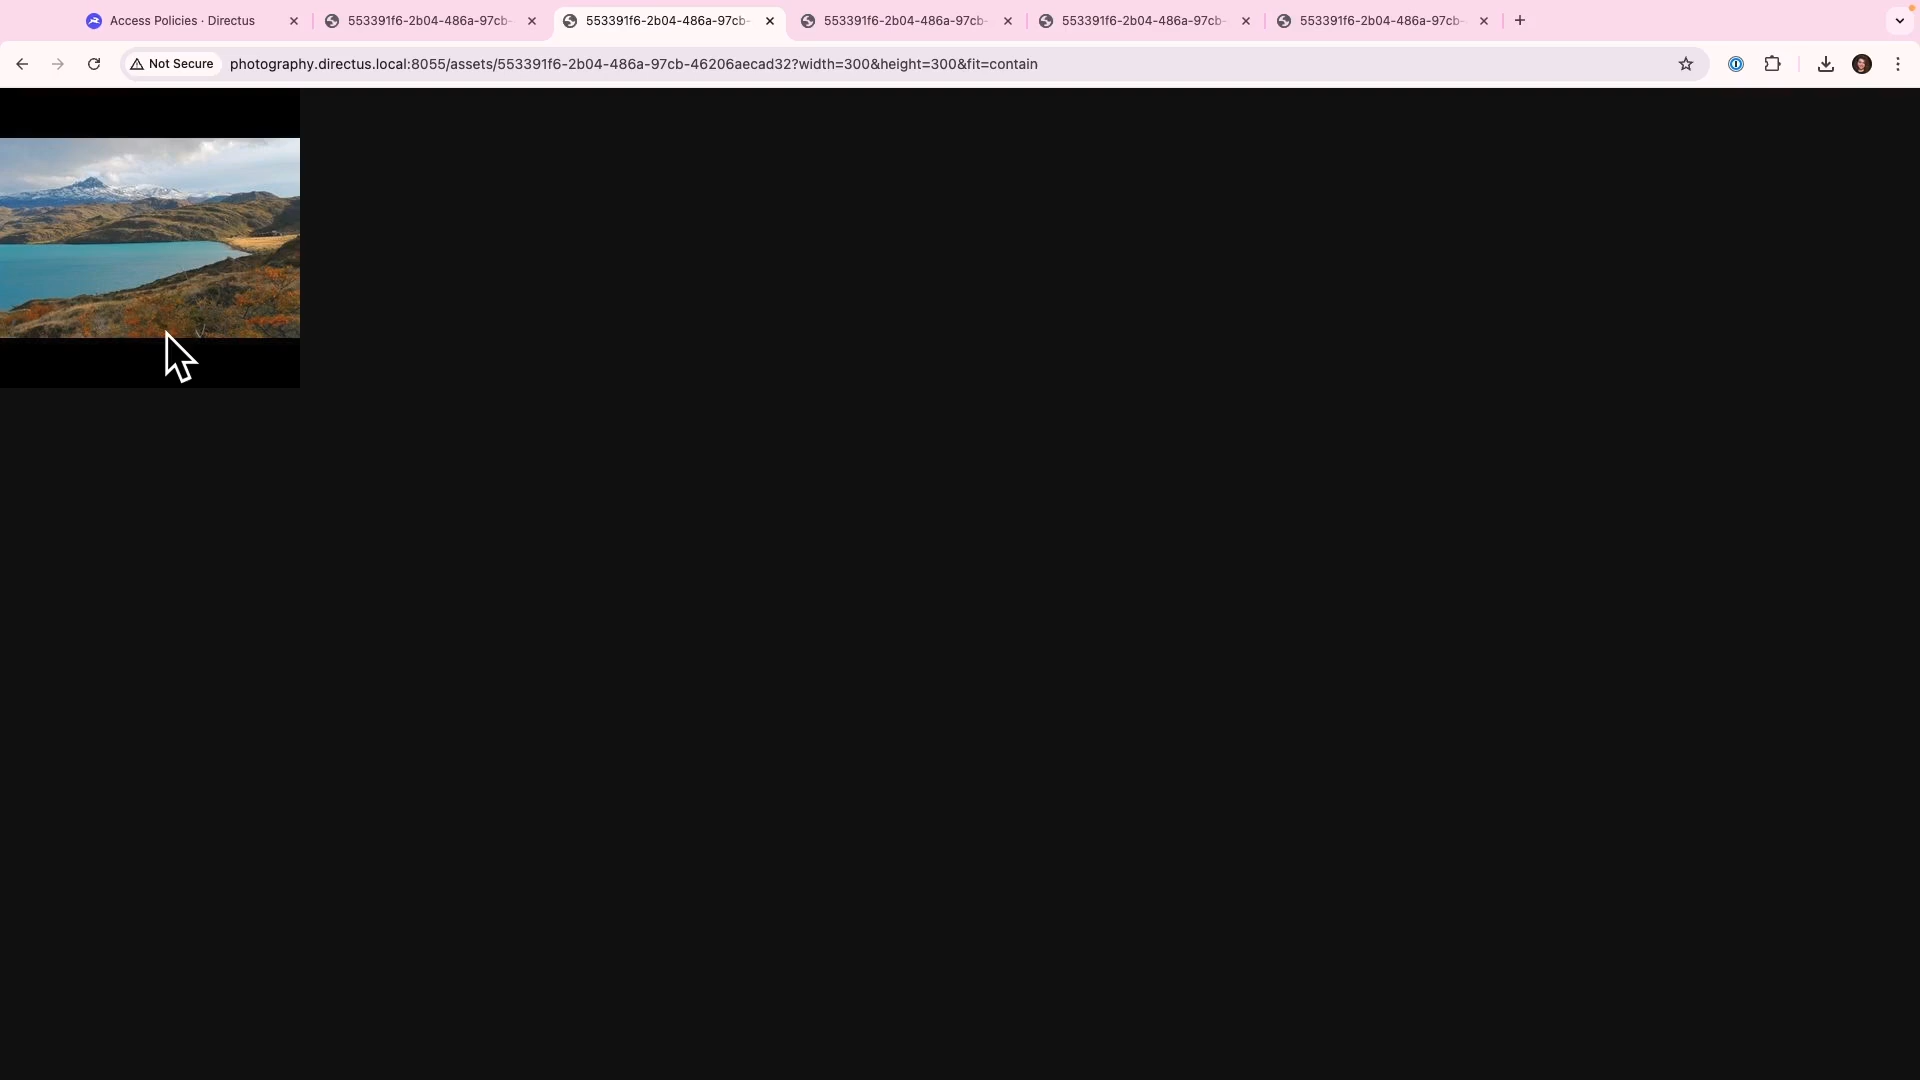 Access Policies · Directus
553391f6-2b04-486a-97cb-
553391f6-2b04-486a-97cb-
553391f6-2b04-486a-97cb-
553391f6-2b04-486a-97cb-
553391f6-2b04-486a-97cb-
Not Secure
photography.directus.local:8055/assets/553391f6-2b04-486a-97cb-46206aecad32?width=300&height=300&fit=contain